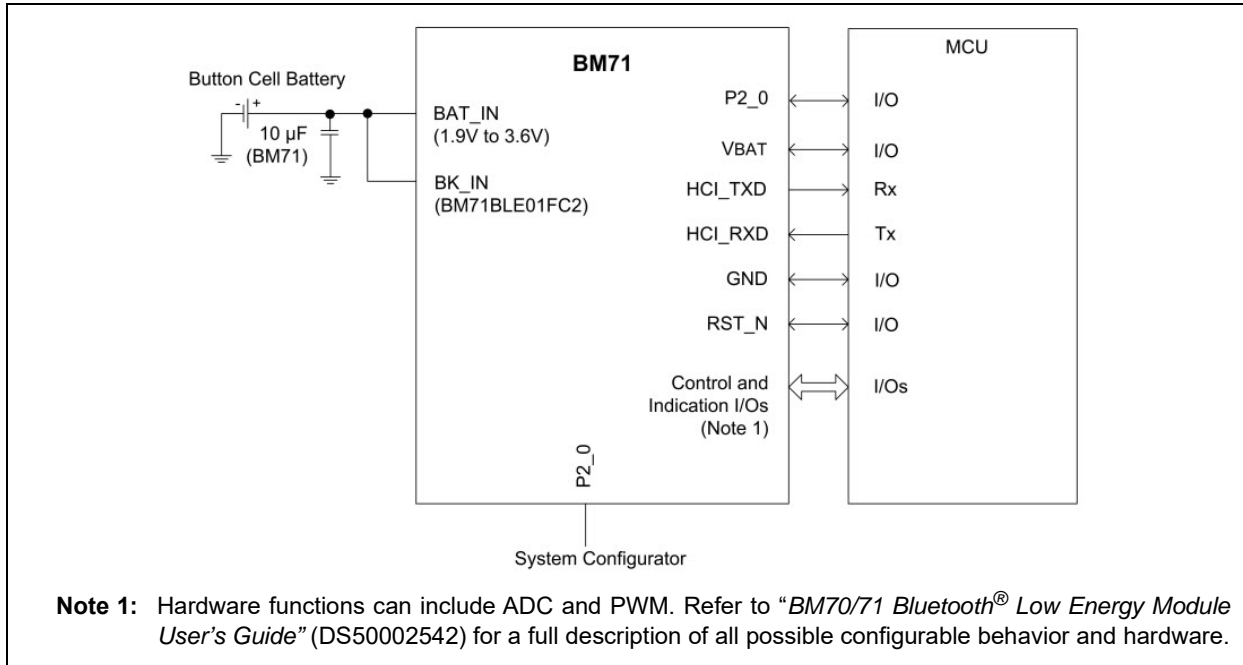 BM71
MCU
Button Cell Battery
- +
10 µF
(BM71)
BAT_IN
(1.9V to 3.6V)
BK_IN
(BM71BLE01FC2)
P2_0 I/O
VBAT I/O
HCI_TXD Rx
HCI_RXD Tx
GND I/O
RST_N I/O
Control and I/Os
Indication I/Os
(Note 1)
P2_0
System Configurator
Note 1: Hardware functions can include ADC and PWM. Refer to “BM70/71 Bluetooth® Low Energy Module
User’s Guide” (DS50002542) for a full description of all possible configurable behavior and hardware.